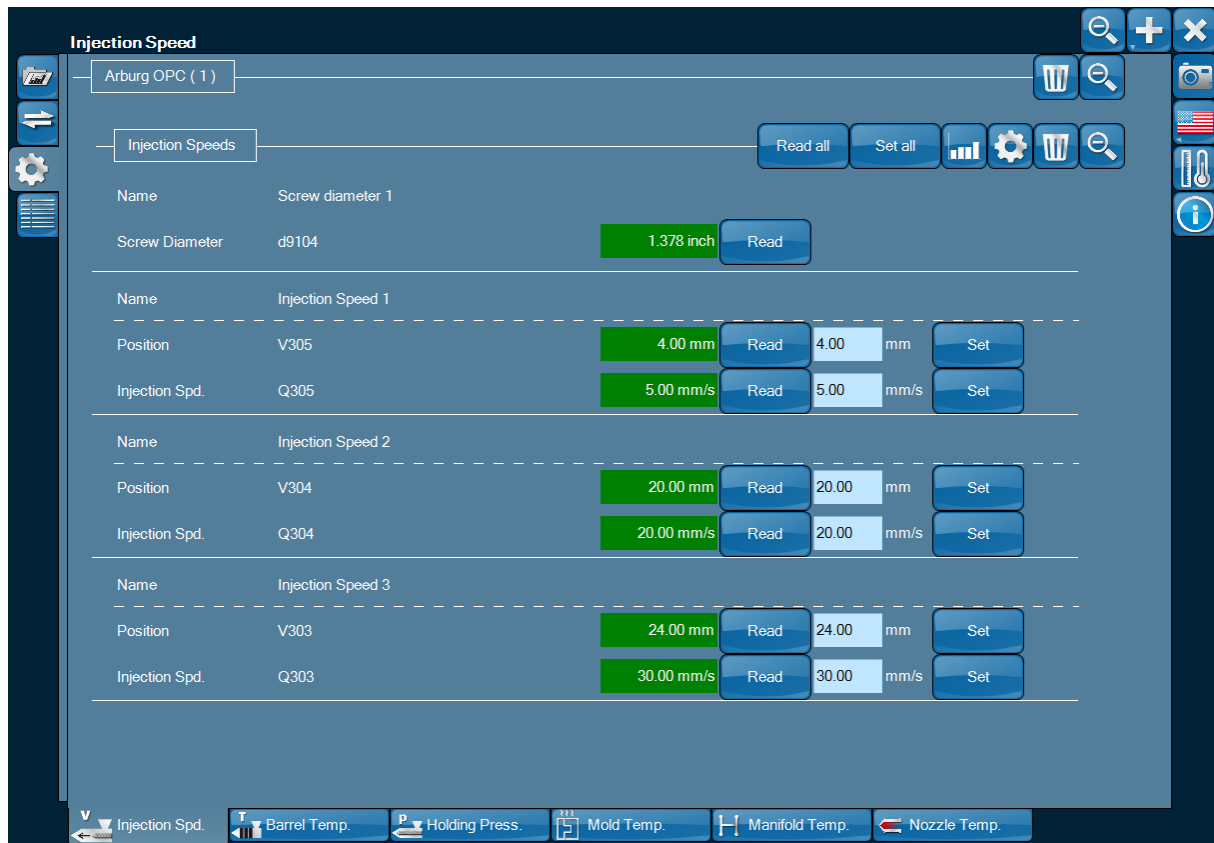 Injection Speed
Arburg OPC ( 1 )
Injection Speeds Read all Set all
Name Screw diameter 1
Screw Diameter d9104 1.378 inch Read
Name Injection Speed 1
Position V305 4.00 mm Read 4.00 mm Set
Injection Spd. Q305 5.00 mm/s Read 5.00 mm/s Set
Name Injection Speed 2
Position V304 20.00 mm Read 20.00 mm Set
Injection Spd. Q304 20.00 mm/s Read 20.00 mm/s Set
Name Injection Speed 3
Position V303 24.00 mm Read 24.00 mm Set
Injection Spd. Q303 30.00 mm/s Read 30.00 mm/s Set
V Injection Spd. T Barrel Temp. P Holding Press. Mold Temp. Manifold Temp. Nozzle Temp.